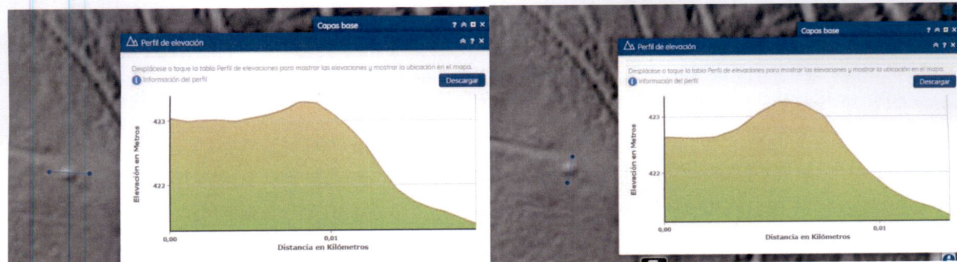 Capas base
Perfil de elevación
Desplácese o toque la tabla Perfil de elevaciones para mostrar las elevaciones y mostrar la ubicación en el mapa.
Información del perfil
Descargar
Elevación en Metros
423
422
0,00
0,01
Distancia en Kilómetros
Capas base
Perfil de elevación
Desplácese o toque la tabla Perfil de elevaciones para mostrar las elevaciones y mostrar la ubicación en el mapa.
Información del perfil
Descargar
Elevación en Metros
423
422
0,00
0,01
Distancia en Kilómetros